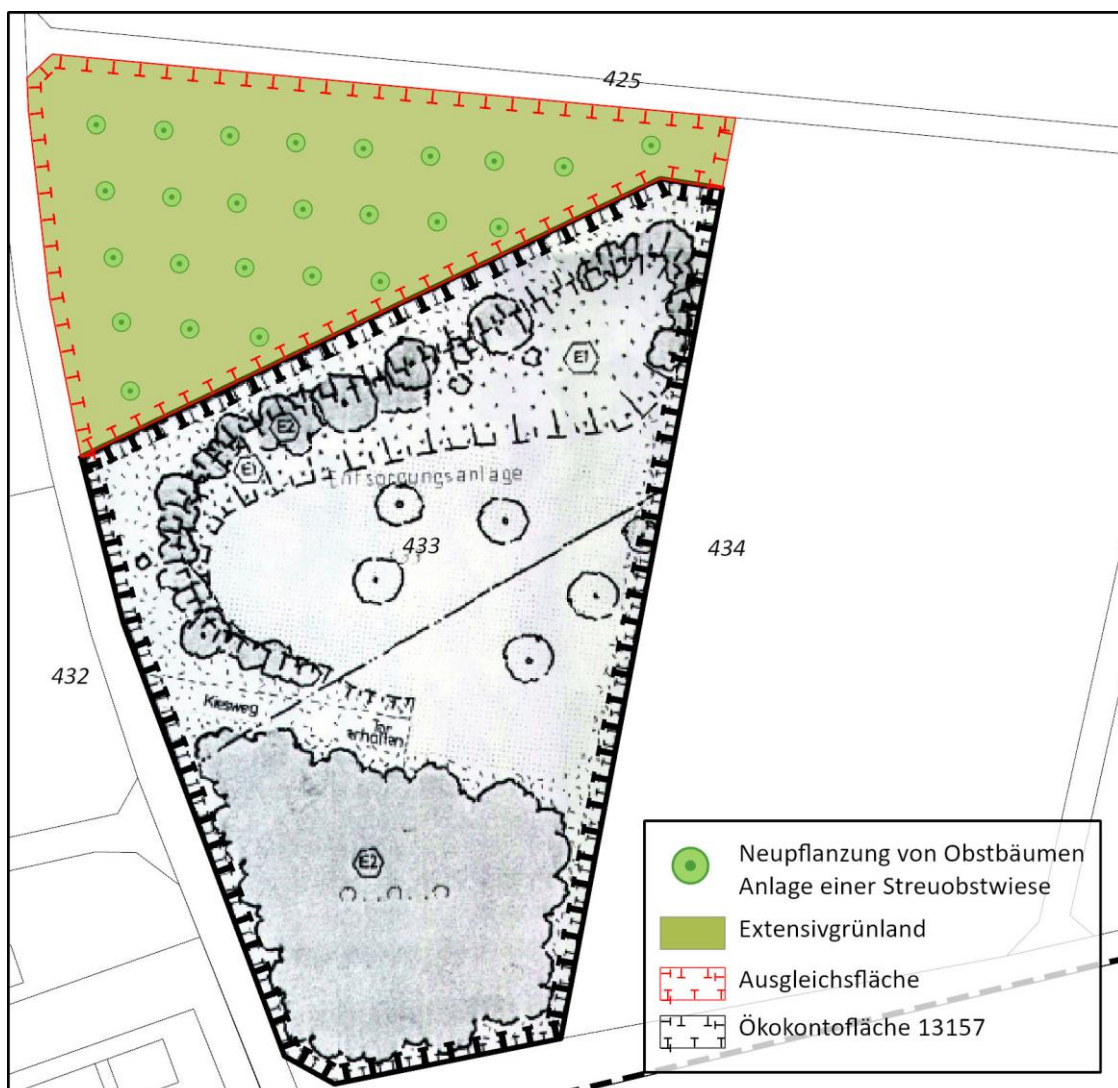 425
E1
E2
E1
Entsorgungsanlage
433
434
432
Kiesweg
Tor
erhalten
E2
Neupflanzung von Obstbäumen
Anlage einer Streuobstwiese
Extensivgrünland
Ausgleichsfläche
Ökokontofläche 13157